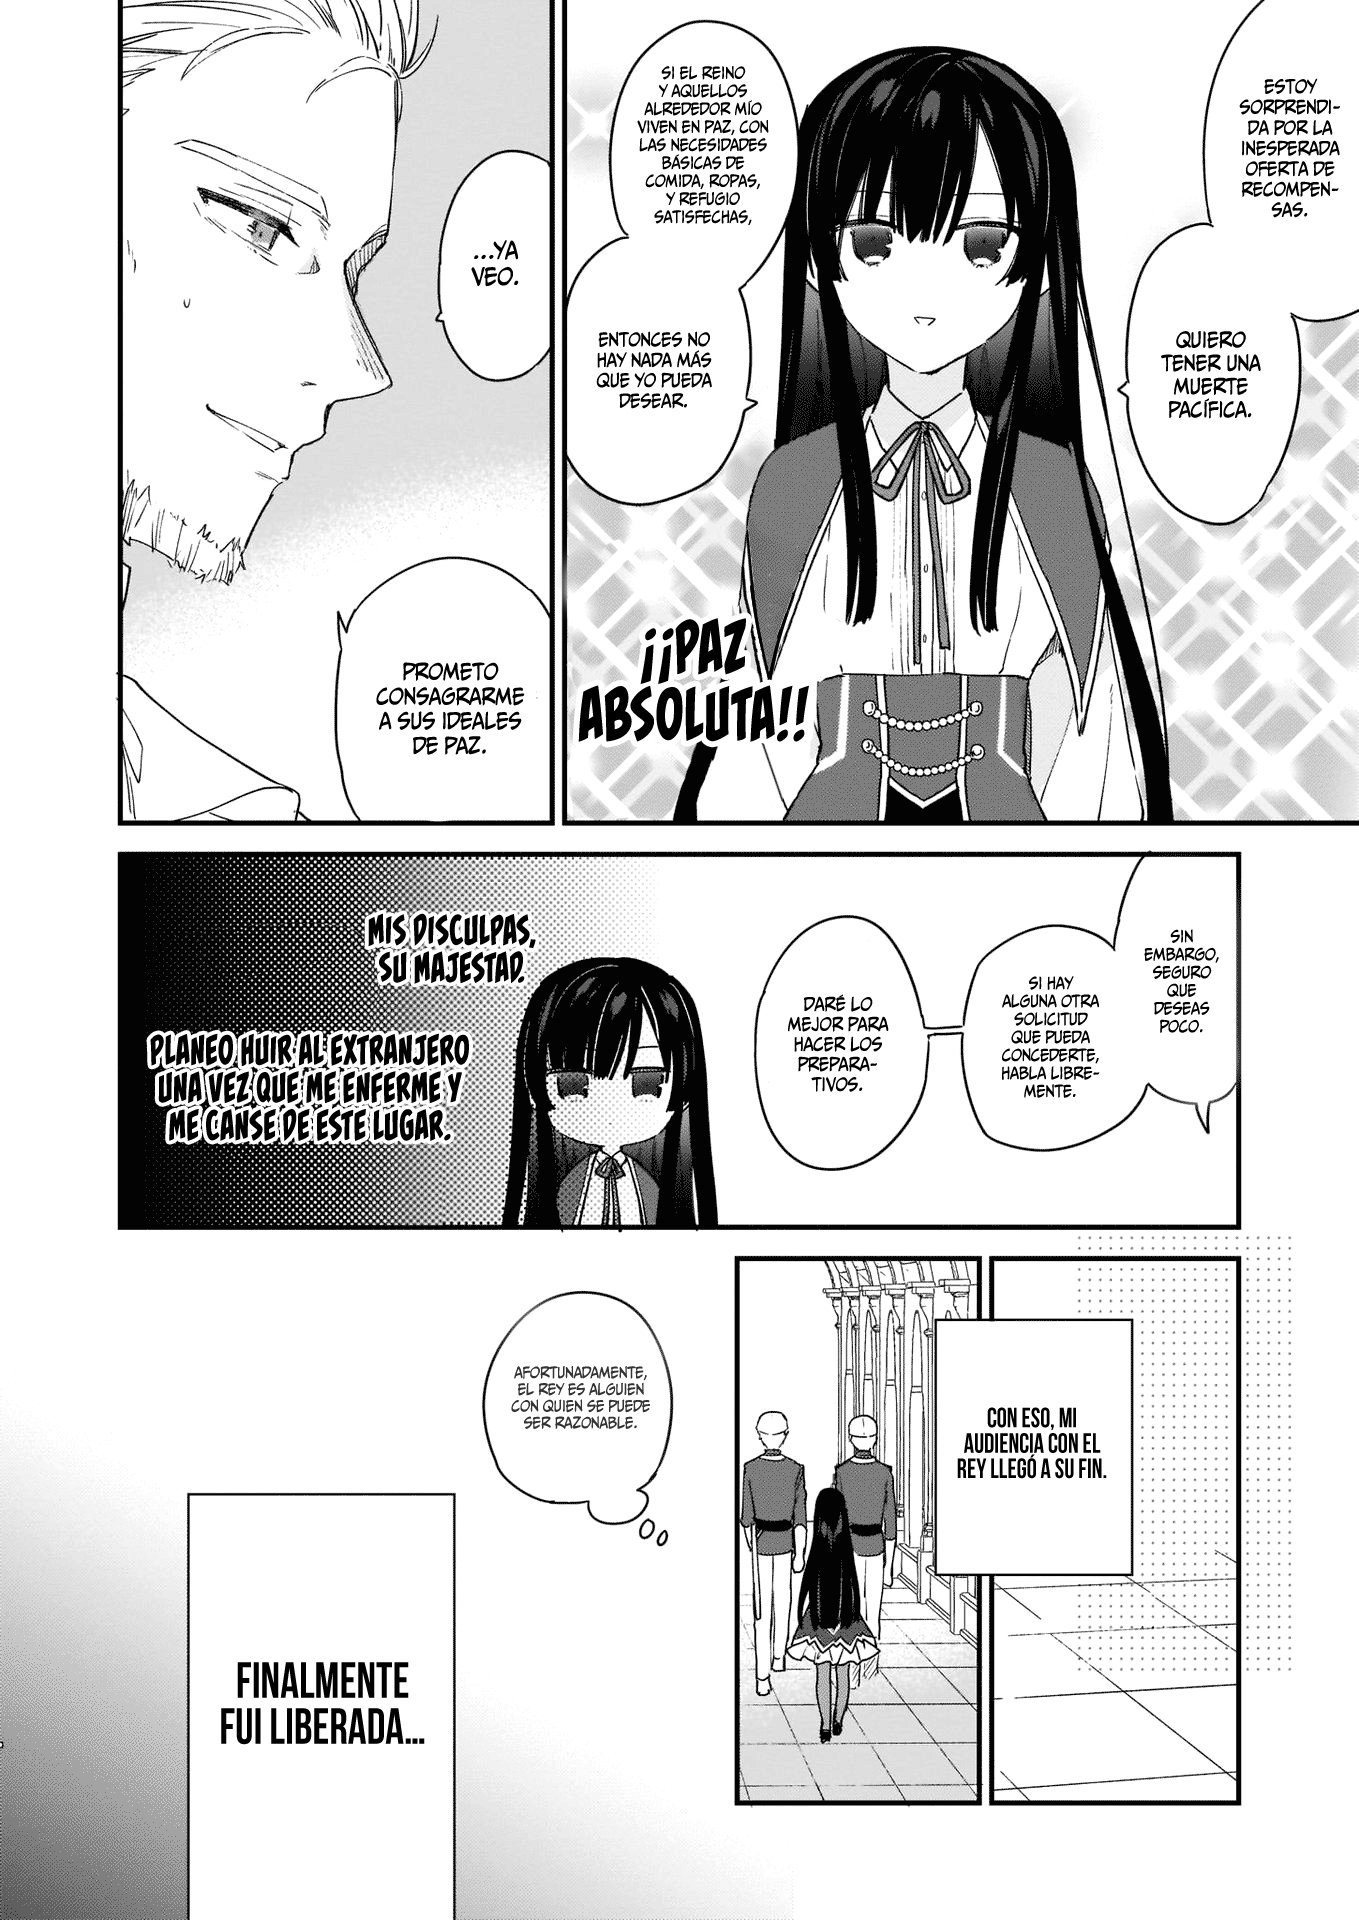 ESTOY
SORPRENDI-
DA POR LA
INESPERADA
OFERTA DE
RECOMPEN-
SAS.
QUIERO
TENER UNA
MUERTE
PACÍFICA.
SI EL REINO
Y AQUELLOS
ALREDEDOR MÍO
VIVEN EN PAZ, CON
LAS NECESIDADES
BÁSICAS DE
COMIDA, ROPAS,
Y REFUGIO
SATISFECHAS,
ENTONCES NO
HAY NADA MÁS
QUE YO PUEDA
DESEAR.
¡¡PAZ
ABSOLUTA!!
...YA
VEO.
PROMETO
CONSAGRARME
A SUS IDEALES
DE PAZ.
SIN
EMBARGO,
SEGURO
QUE
DESEAS
POCO.
SI HAY
ALGUNA OTRA
SOLICITUD
QUE PUEDA
CONCEDERTE,
HABLA LIBRE-
MENTE.
DARÉ LO
MEJOR PARA
HACER LOS
PREPARA-
TIVOS.
MIS DISCULPAS,
SU MAJESTAD.
PLANEO HUIR AL EXTRANJERO
UNA VEZ QUE ME ENFERME Y
ME CANSE DE ESTE LUGAR.
CON ESO, MI
AUDIENCIA CON EL
REY LLEGÓ A SU FIN.
AFORTUNADAMENTE,
EL REY ES ALGUIEN
CON QUIEN SE PUEDE
SER RAZONABLE.
FINALMENTE
FUI LIBERADA...